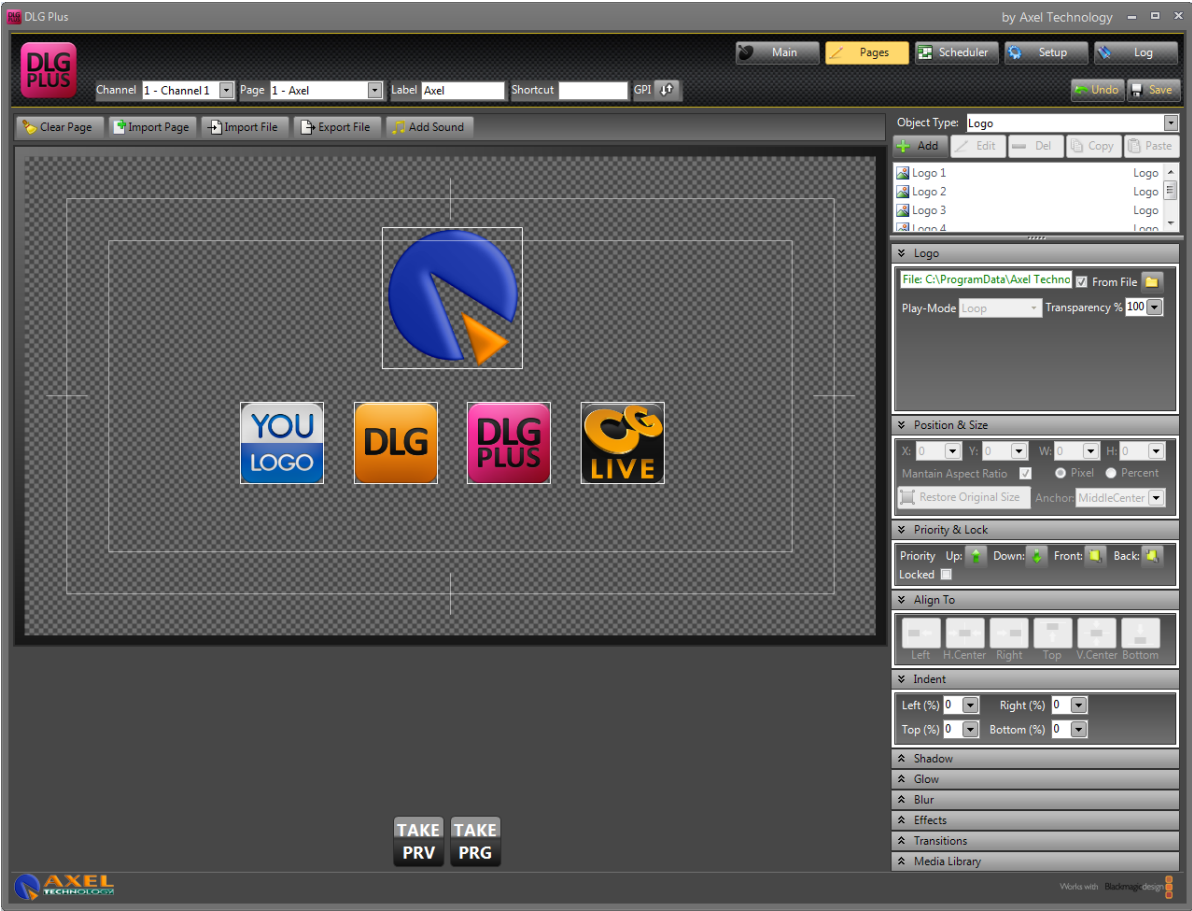 DLG Plus by Axel Technology
DLG PLUS
Main Pages Scheduler Setup Log
Channel 1 - Channel1 Page 1 - Axel Label Axel Shortcut GPI Undo Save
Clear Page Import Page Import File Export File Add Sound
Object Type: Logo
Add Edit Del Copy Paste
Logo 1 Logo
Logo 2 Logo
Logo 3 Logo
Logo 4 Logo
Logo
File: C:\ProgramData\Axel Techno From File
Play-Mode Loop Transparency % 100
YOU LOGO
DLG
DLG PLUS
CG LIVE
Position & Size
X: 0 Y: 0 W: 0 H: 0
Mantain Aspect Ratio Pixel Percent
Restore Original Size Anchor: MiddleCenter
Priority & Lock
Priority Up: Down: Front: Back:
Locked
Align To
Left H.Center Right Top V.Center Bottom
Indent
Left (%) 0 Right (%) 0
Top (%) 0 Bottom (%) 0
Shadow
Glow
Blur
Effects
Transitions
Media Library
TAKE PRV
TAKE PRG
AXEL
TECHNOLOGY
Works with Blackmagicdesign